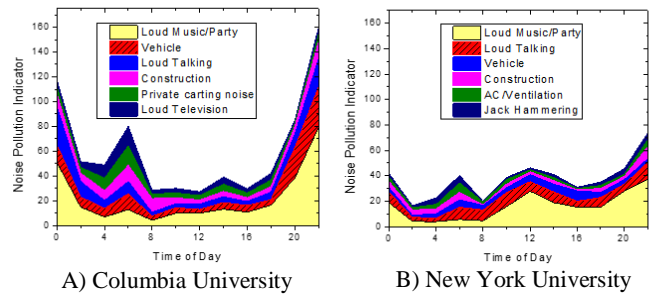 Noise Pollution Indicator
160
140
120
100
80
60
40
20
0
Loud Music/Party
Vehicle
Loud Talking
Construction
Private carting noise
Loud Television
0 4 8 12 16 20
Time of Day
A) Columbia University
Noise Pollution Indicator
160
140
120
100
80
60
40
20
0
Loud Music/Party
Loud Talking
Vehicle
Construction
AC/Ventilation
Jack Hammering
0 4 8 12 16 20
Time of Day
B) New York University